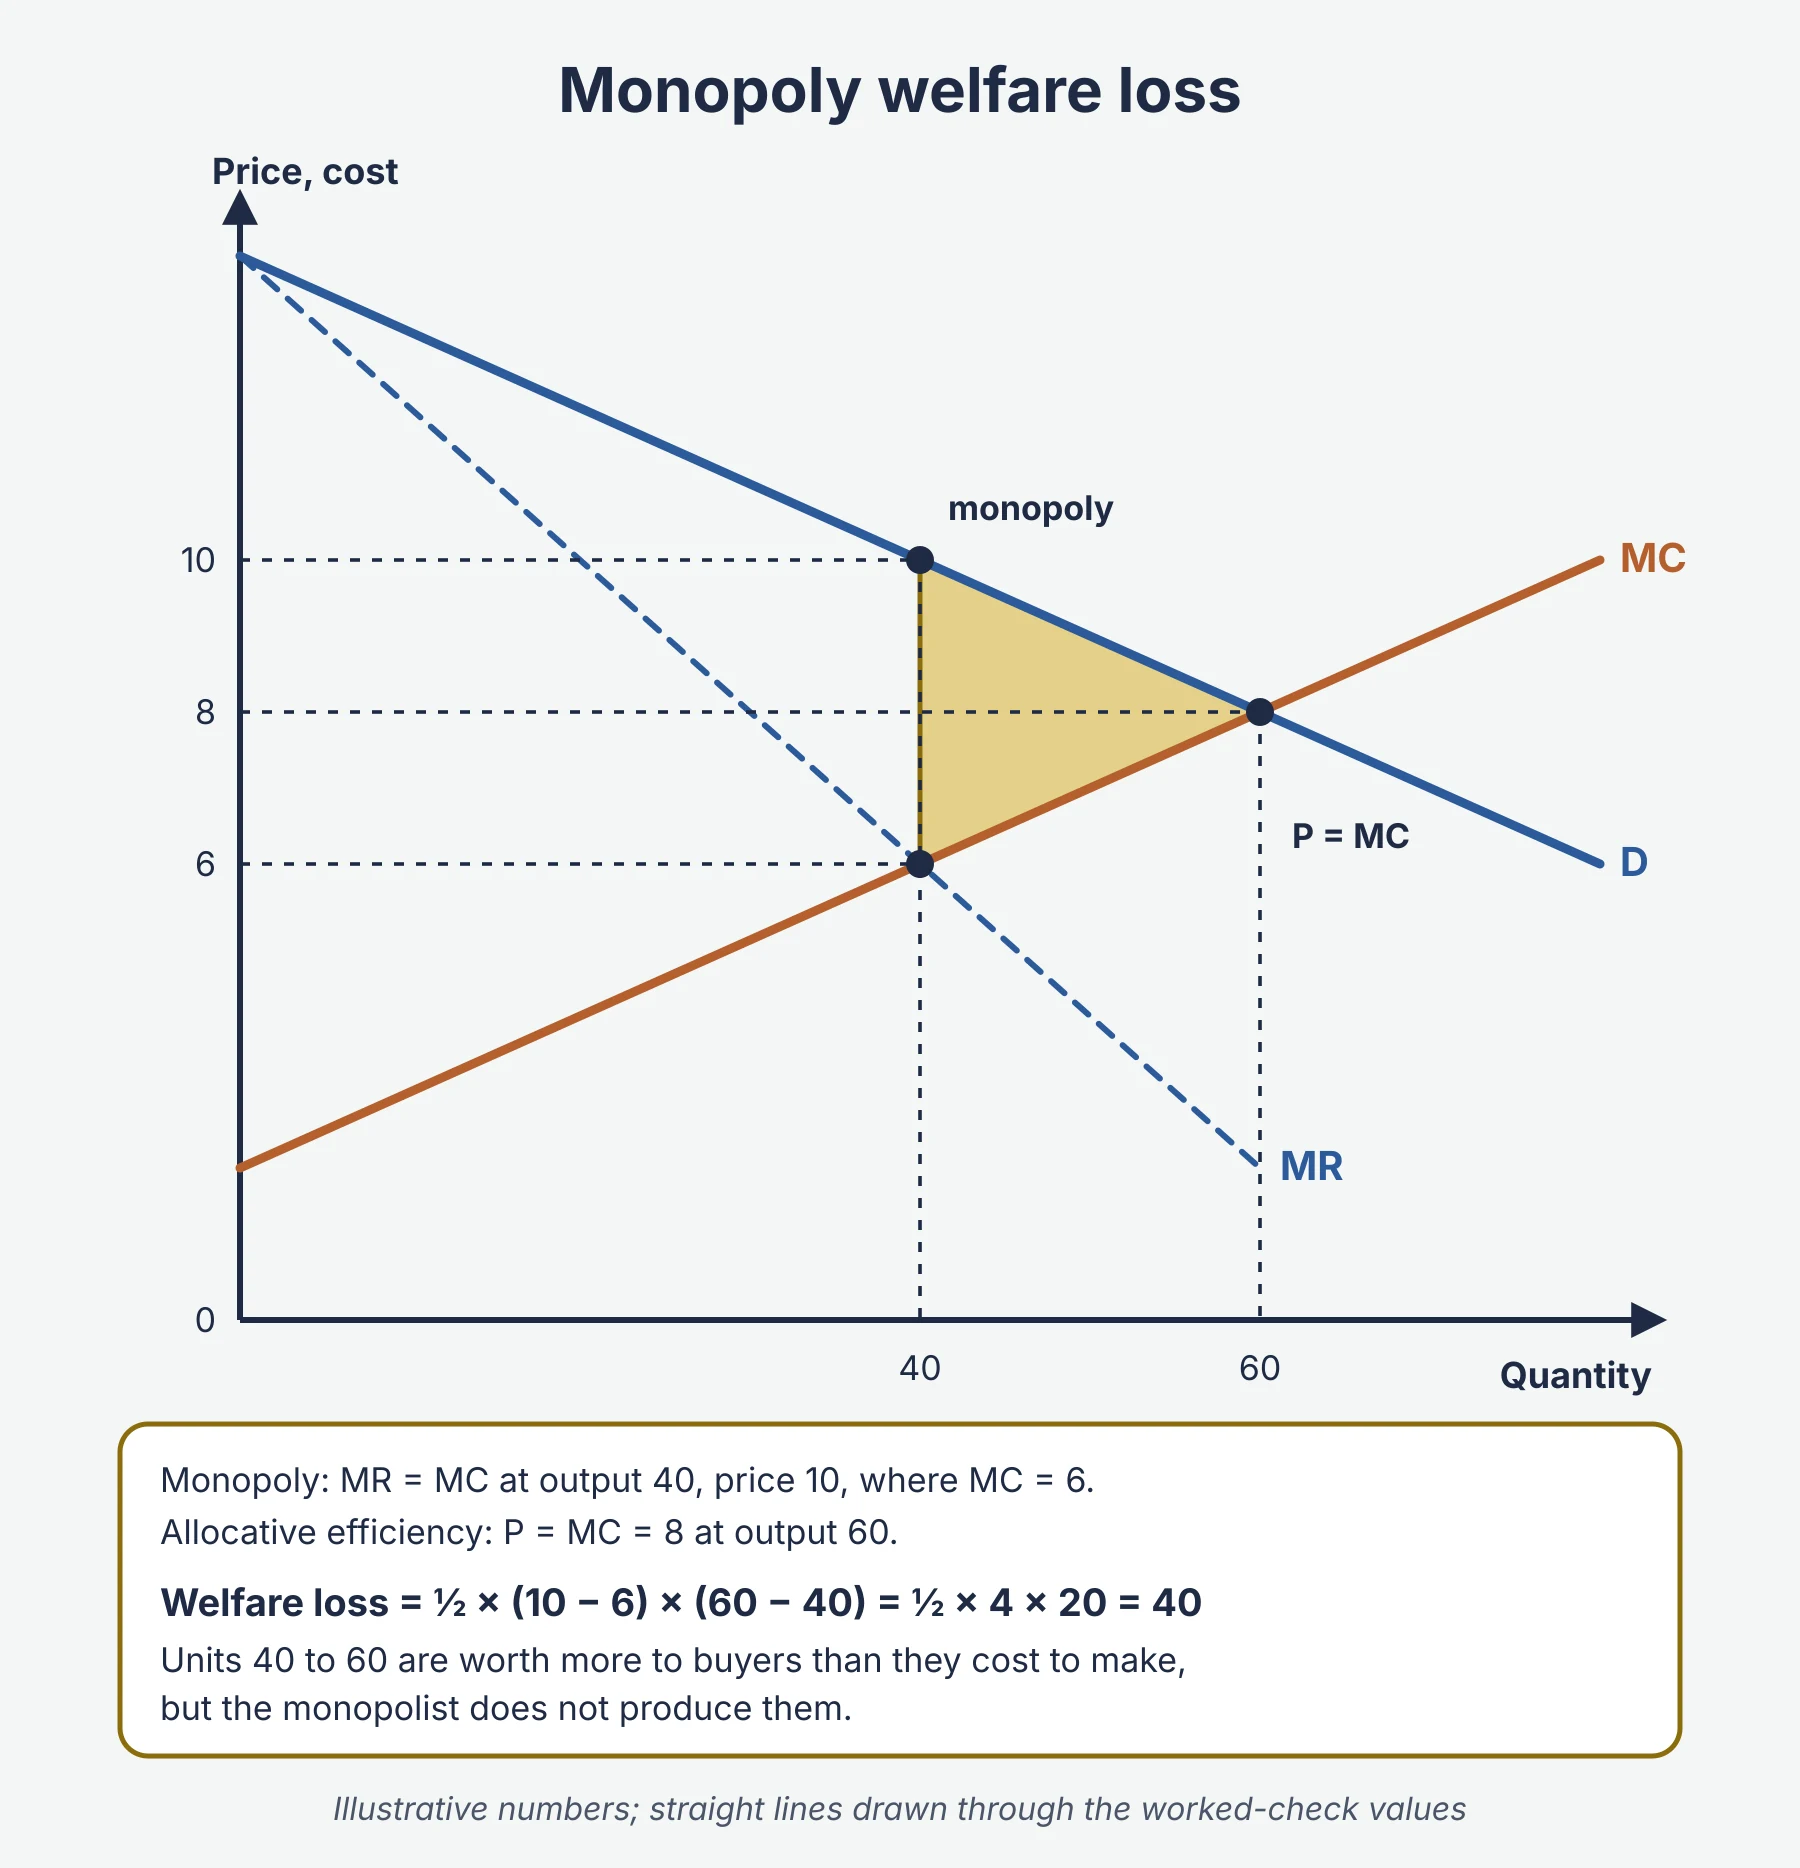 Monopoly welfare loss
Price, cost
monopoly
10
MC
8
P = MC
6
D
MR
0
40
60
Quantity
Monopoly: MR = MC at output 40, price 10, where MC = 6.
Allocative efficiency: P = MC = 8 at output 60.
Welfare loss = ½ × (10 − 6) × (60 − 40) = ½ × 4 × 20 = 40
Units 40 to 60 are worth more to buyers than they cost to make,
but the monopolist does not produce them.
Illustrative numbers; straight lines drawn through the worked-check values